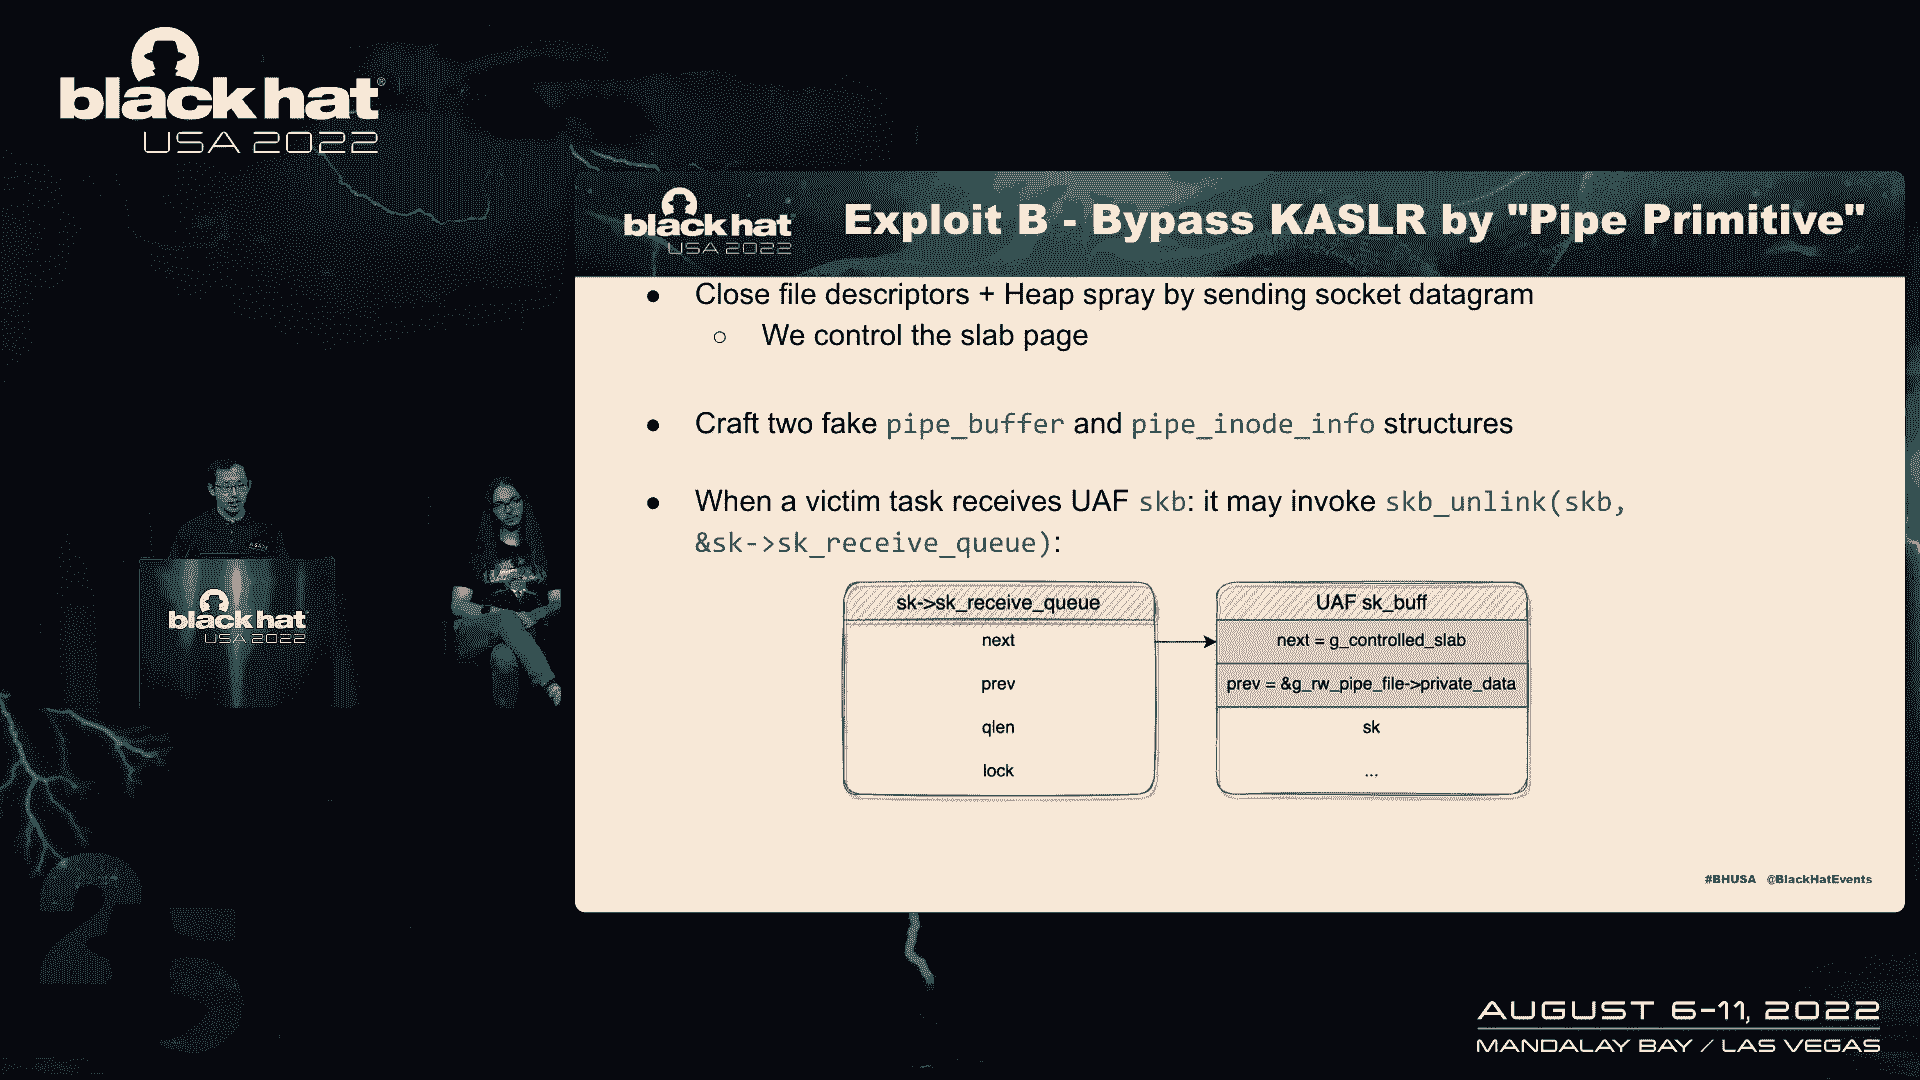 black hat®
USA 2022
black hat
USA 2022
Exploit B - Bypass KASLR by "Pipe Primitive"
● Close file descriptors + Heap spray by sending socket datagram
○ We control the slab page
● Craft two fake pipe_buffer and pipe_inode_info structures
● When a victim task receives UAF skb: it may invoke skb_unlink(skb,
&sk->sk_receive_queue):
sk->sk_receive_queue
next
prev
qlen
lock
UAF sk_buff
next = g_controlled_slab
prev = &g_rw_pipe_file->private_data
sk
...
black hat
USA 2022
#BHUSA @BlackHatEvents
25
AUGUST 6-11, 2022
MANDALAY BAY / LAS VEGAS